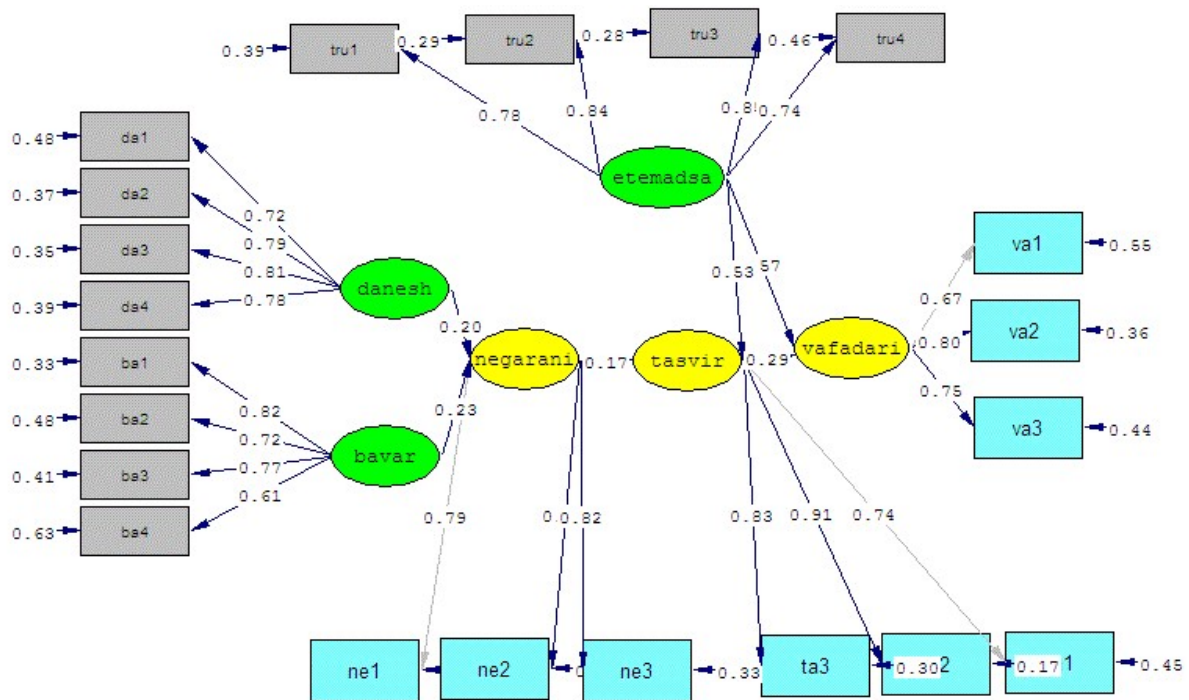 0.39 tru1 0.29 tru2 0.28 tru3 0.46 tru4
0.78 0.84 0.74
etemadsa
0.48 da1
0.37 da2
0.35 da3
0.39 da4
0.72
0.79
0.81
0.78
danesh
0.33 ba1
0.48 ba2
0.41 ba3
0.63 ba4
0.82
0.72
0.77
0.61
bavar
0.20
0.23
negarani 0.17 tasvir 0.29 vafadari
0.53
va1 0.55
va2 0.36
va3 0.44
0.67
0.80
0.75
0.79 0.82 0.83 0.91 0.74
ne1 ne2 ne3 0.33 ta3 0.30 2 0.17 1 0.45